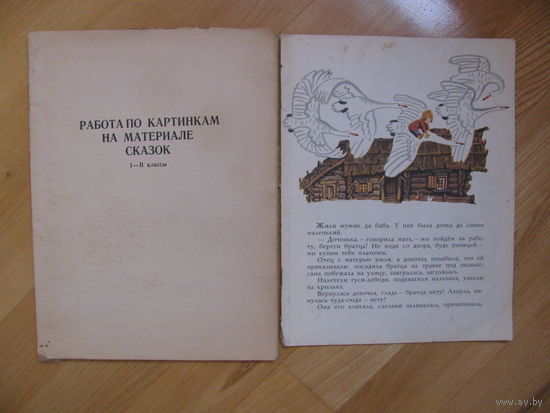 РАБОТА ПО КАРТИНКАМ
НА МАТЕРИАЛЕ
СКАЗОК
I—II классы
Жили мужик да баба. У них была дочка да сынок
маленький.
— Доченька,— говорила мать,— мы пойдём на рабо-
ту, береги братца! Не ходи со двора, будь умницей —
мы купим тебе платочек.
Отец с матерью ушли, а девочка позабыла, что ей
приказывали: посадила братца на травке под окошко,
сама побежала на улицу, заигралась, загулялась.
Налетели гуси-лебеди, подхватили мальчика, унесли
на крыльях.
Вернулась девочка, глядь — братца нету! Ахнула, ки-
нулась туда-сюда — нету!
Она его кликала, слезами заливалась, причитывала,
www.ay.by